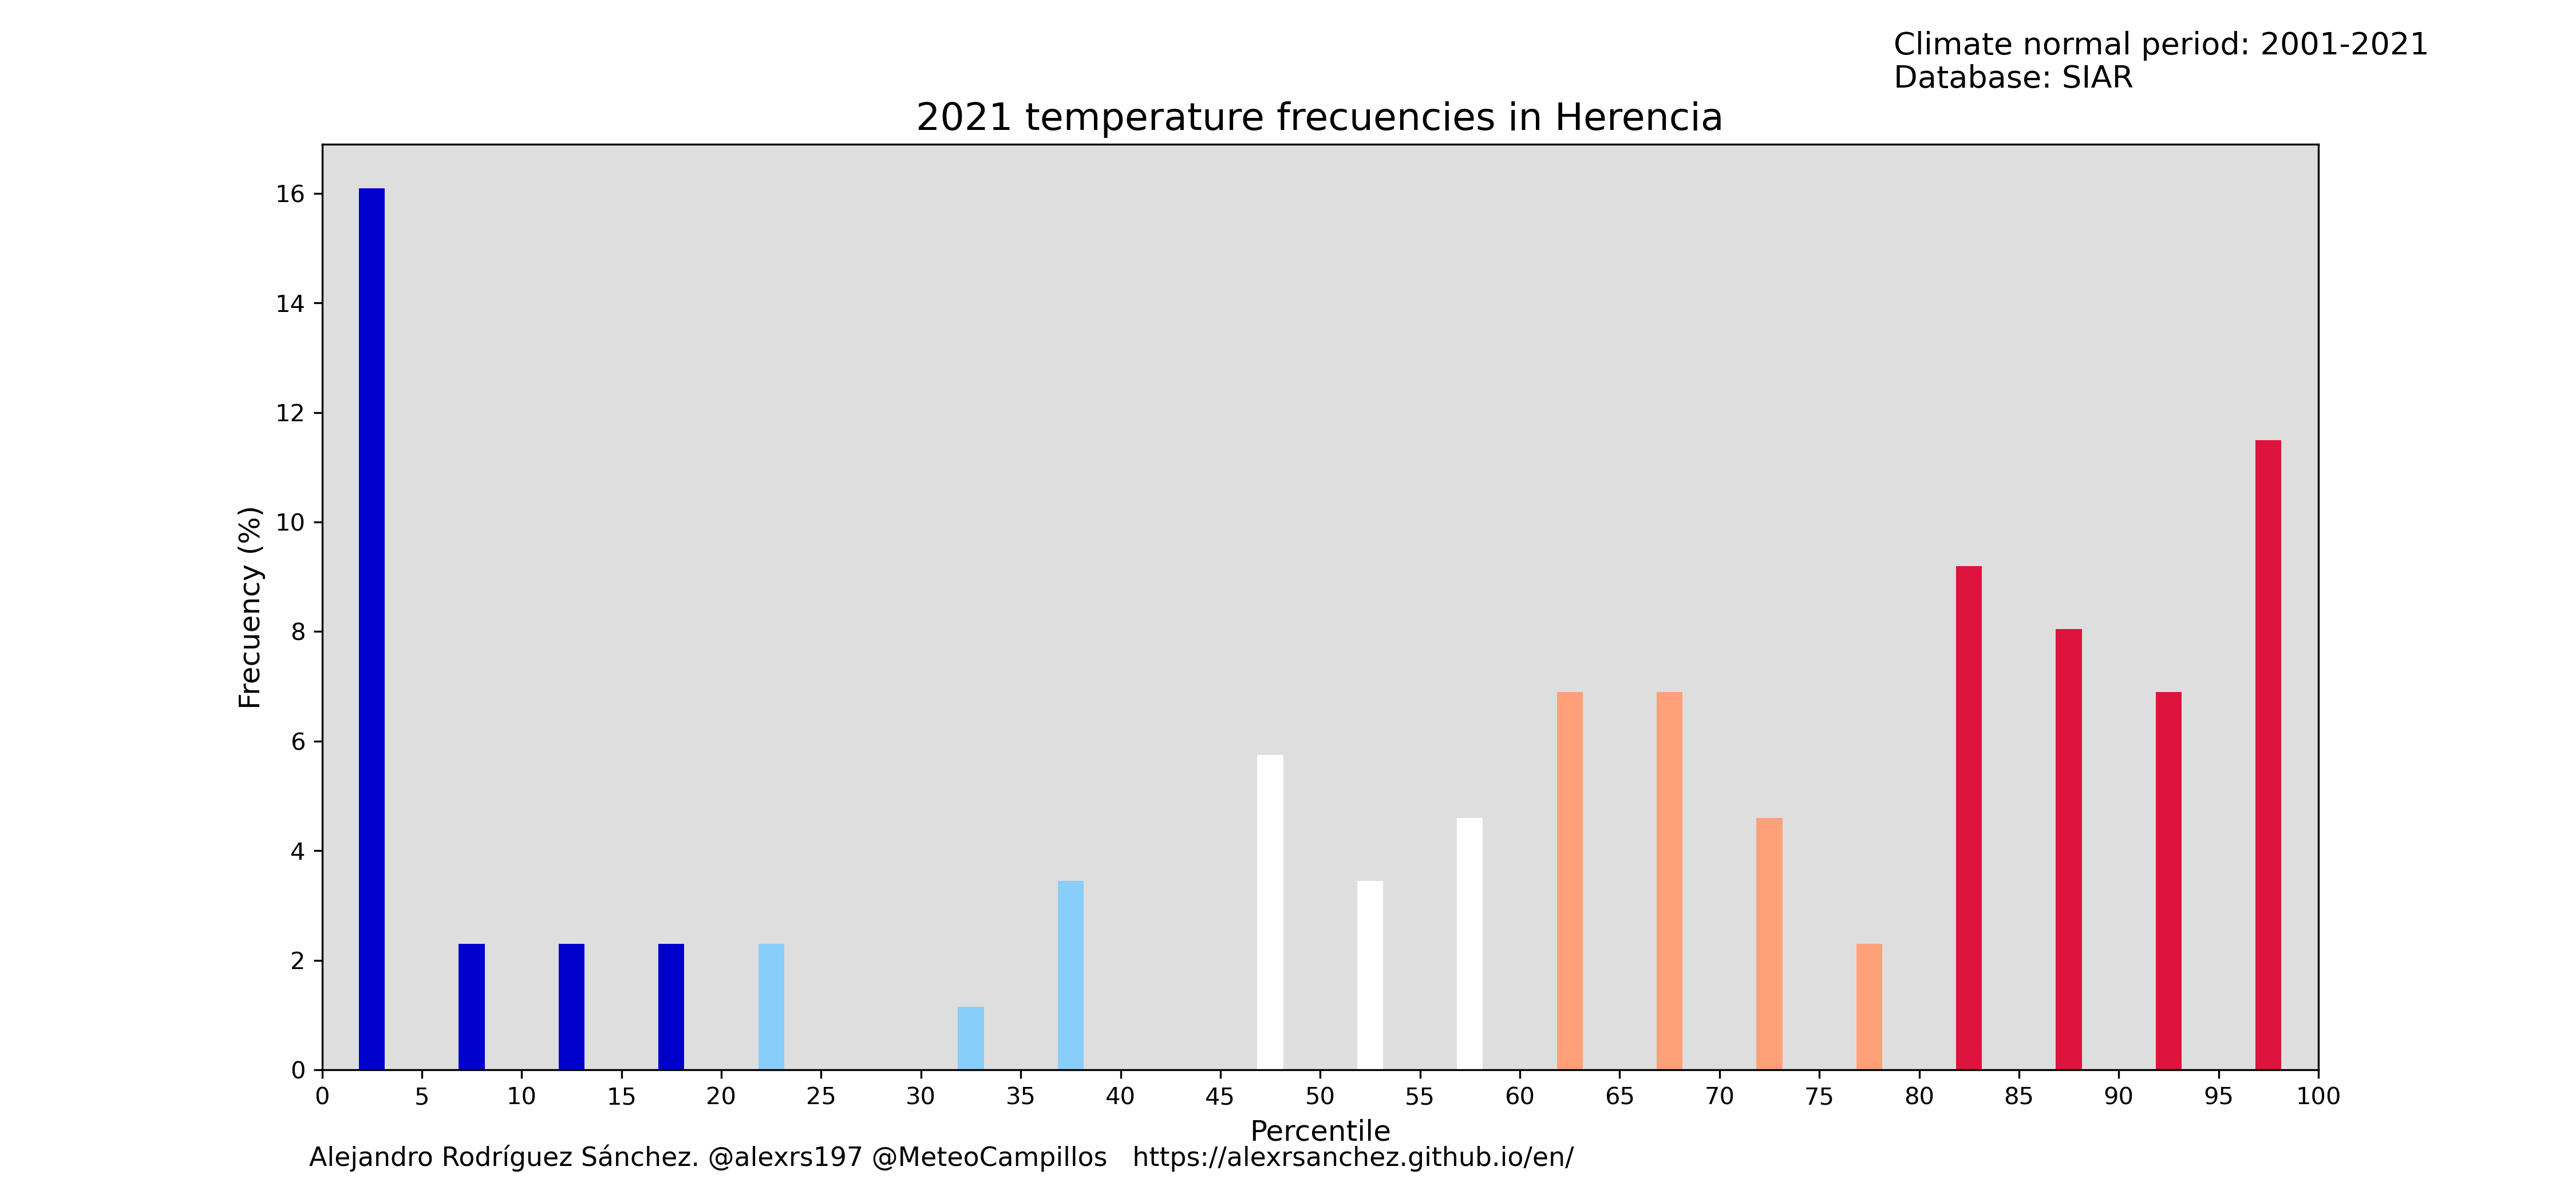 Climate normal period: 2001-2021
Database: SIAR
2021 temperature frecuencies in Herencia
Frecuency (%)
16
14
12
10
8
6
4
2
0
0 5 10 15 20 25 30 35 40 45 50 55 60 65 70 75 80 85 90 95 100
Percentile
Alejandro Rodríguez Sánchez. @alexrs197 @MeteoCampillos https://alexrsanchez.github.io/en/